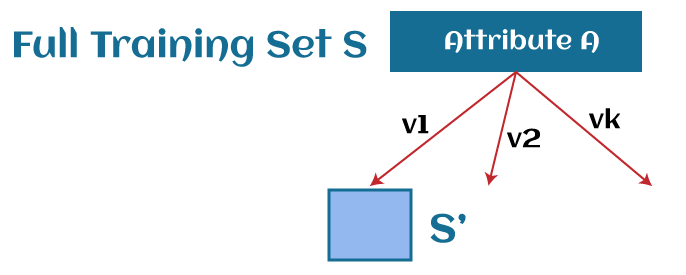 Full Training Set S
Attribute A
v1
v2
vk
S’